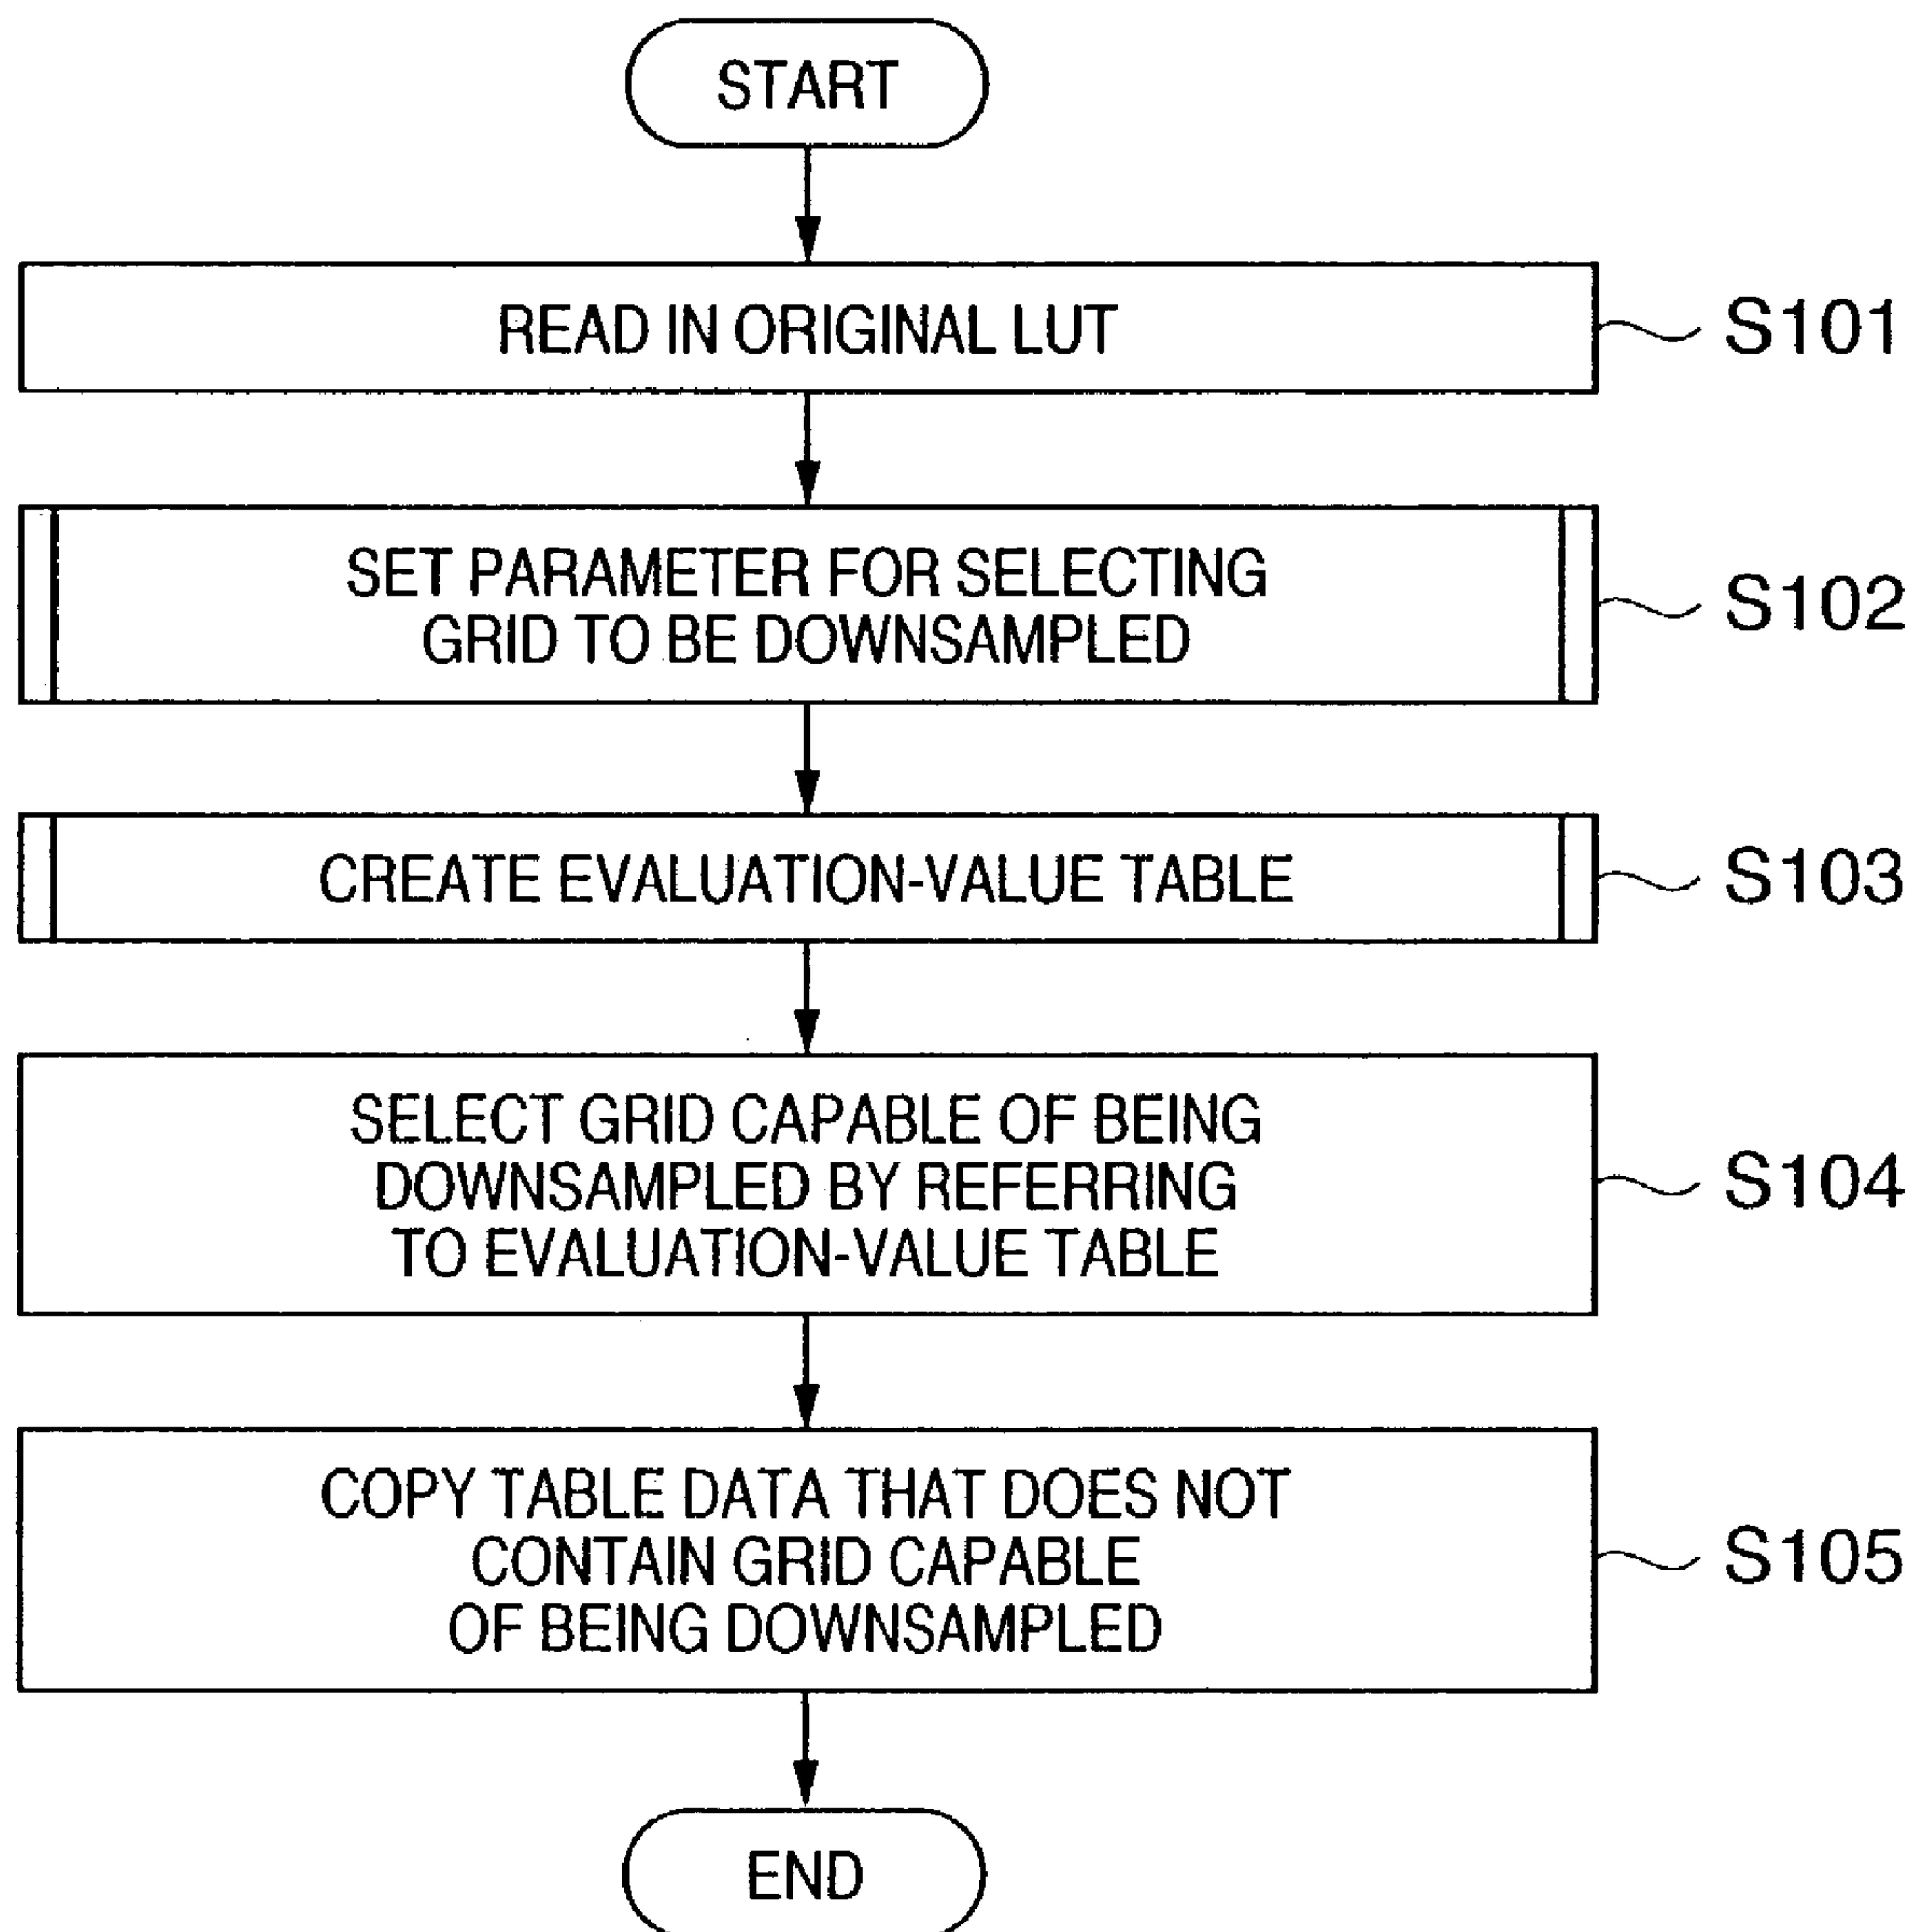 START
READ IN ORIGINAL LUT
S101
SET PARAMETER FOR SELECTING
GRID TO BE DOWNSAMPLED
S102
CREATE EVALUATION-VALUE TABLE
S103
SELECT GRID CAPABLE OF BEING
DOWNSAMPLED BY REFERRING
TO EVALUATION-VALUE TABLE
S104
COPY TABLE DATA THAT DOES NOT
CONTAIN GRID CAPABLE
OF BEING DOWNSAMPLED
S105
END